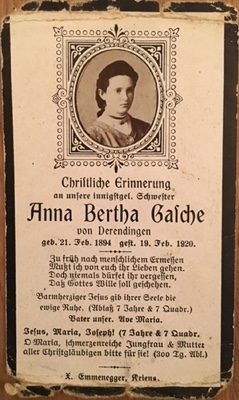 Christliche Erinnerung
an unsere innigstgel. Schwester
Anna Bertha Gasche
von Derendingen
geb. 21. Feb. 1894 gest. 19. Feb. 1920.
Zu früh nach menschlichem Ermessen
Mußt ich von euch ihr Lieben gehen.
Doch niemals dürfet ihr vergessen,
Daß Gottes Wille soll geschehen.
Barmherziger Jesus gib ihrer Seele die
ewige Ruhe. (Ablaß 7 Jahre & 7 Quadr.)
Vater unser. Ave Maria.
Jesus, Maria, Joseph! (7 Jahre & 7 Quadr.
O Maria, schmerzenreiche Jungfrau & Mutter
aller Christgläubigen bitte für sie! (300 Tg. Abl.)
X. Emmenegger, Kriens.